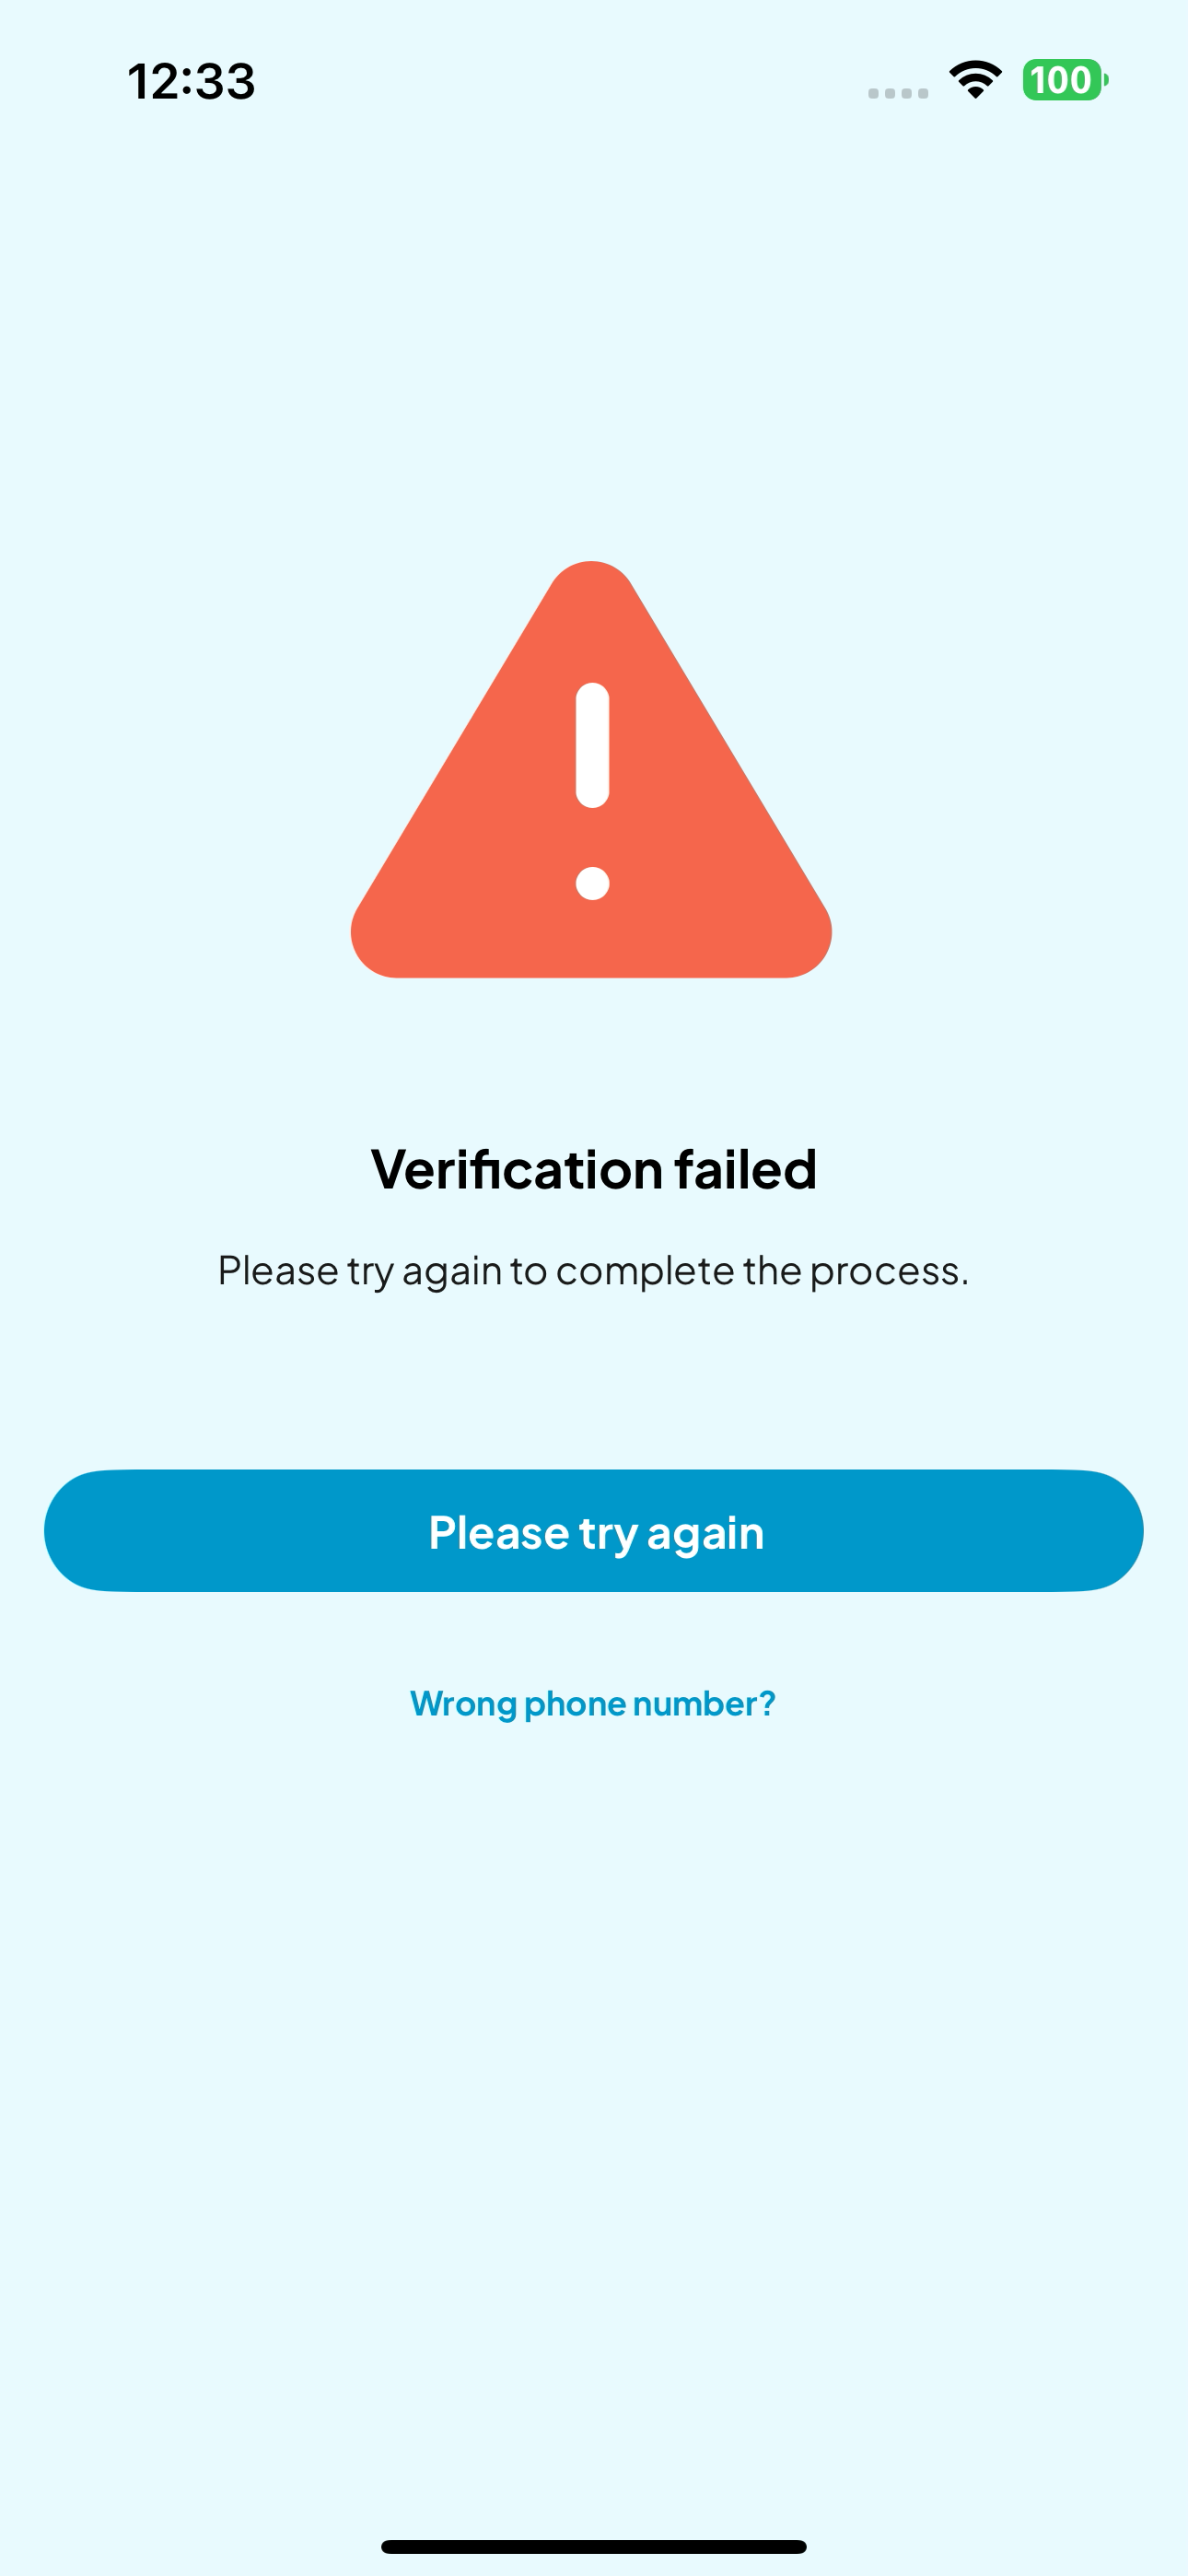 12:33
100
Verification failed
Please try again to complete the process.
Please try again
Wrong phone number?